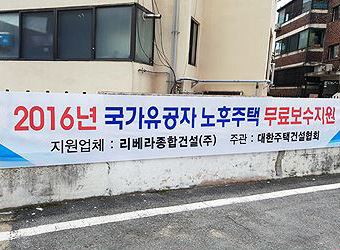 2016년 국가유공자 노후주택 무료보수지원
지원업체 : 리베라종합건설(주) 주관 : 대한주택건설협회